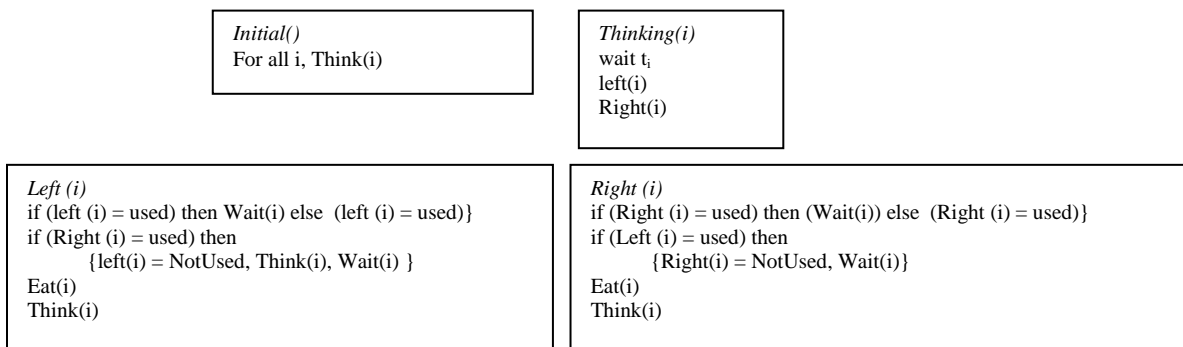 Initial()
For all i, Think(i)
Thinking(i)
wait ti
left(i)
Right(i)
Left (i)
if (left (i) = used) then Wait(i) else  (left (i) = used)}
if (Right (i) = used) then
{left(i) = NotUsed, Think(i), Wait(i) }
Eat(i)
Think(i)
Right (i)
if (Right (i) = used) then (Wait(i)) else  (Right (i) = used)}
if (Left (i) = used) then
{Right(i) = NotUsed, Wait(i)}
Eat(i)
Think(i)